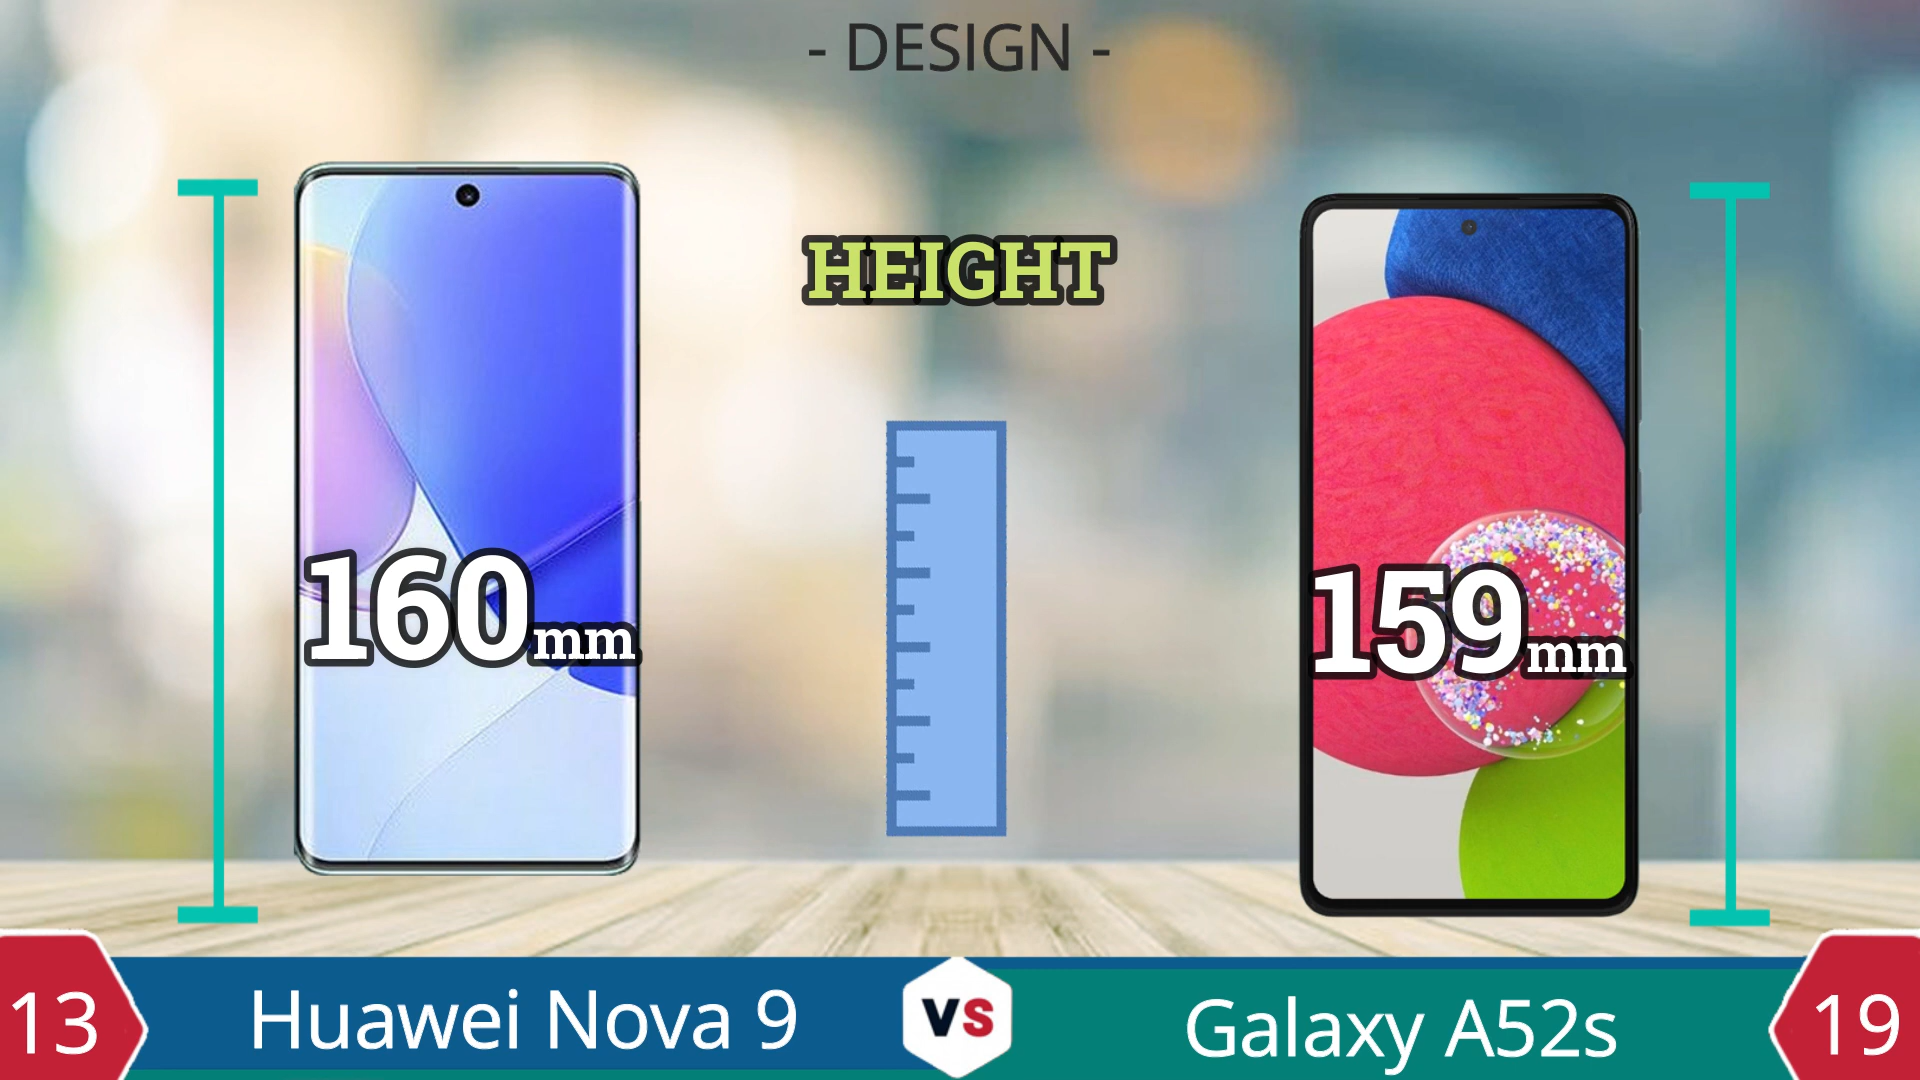 - DESIGN -
HEIGHT
160mm
159mm
13
Huawei Nova 9
VS
Galaxy A52s
19